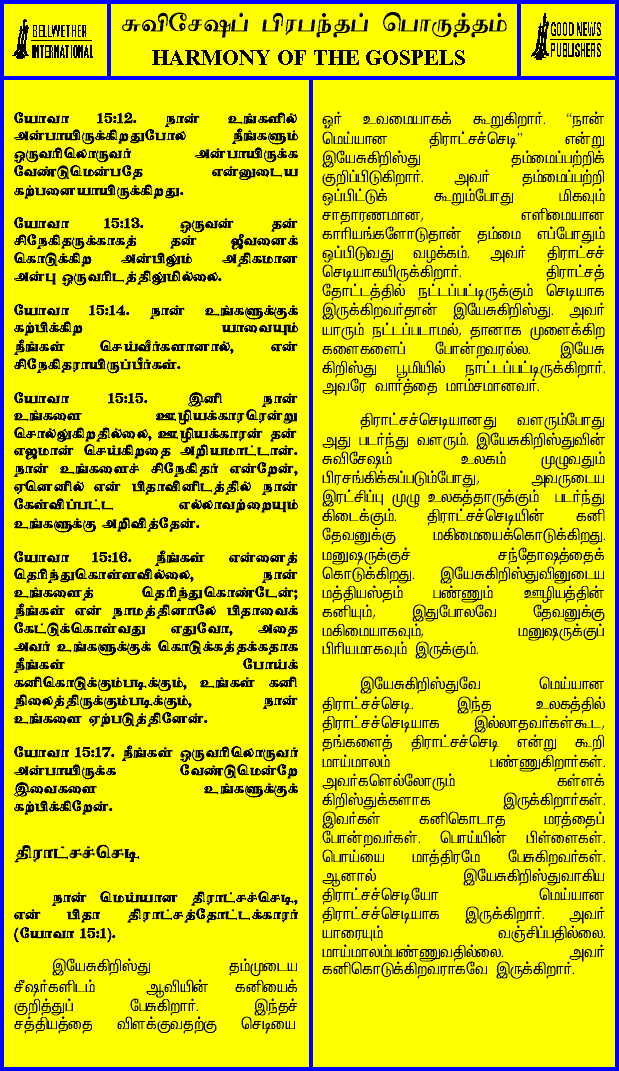 BELLWETHER
INTERNATIONAL
சுவிசேஷப் பிரபந்தப் பொருத்தம்
HARMONY OF THE GOSPELS
GOOD NEWS
PUBLISHERS
யோவா 15:12. நான் உங்களில்
அன்பாயிருக்கிறதுபோல நீங்களும்
ஒருவரிலொருவர் அன்பாயிருக்க
வேண்டுமென்பதே என்னுடைய
கற்பனையாயிருக்கிறது.
யோவா 15:13. ஒருவன் தன்
சிநேகிதருக்காகத் தன் ஜீவனைக்
கொடுக்கிற அன்பிலும் அதிகமான
அன்பு ஒருவரிடத்திலுமில்லை.
யோவா 15:14. நான் உங்களுக்குக்
கற்பிக்கிற யாவையும்
நீங்கள் செய்வீர்களானால், என்
சிநேகிதராயிருப்பீர்கள்.
யோவா 15:15. இனி நான்
உங்களை ஊழியக்காரரென்று
சொல்லுகிறதில்லை, ஊழியக்காரன் தன்
எஜமான் செய்கிறதை அறியமாட்டான்.
நான் உங்களைச் சிநேகிதர் என்றேன்,
ஏனெனில் என் பிதாவினிடத்தில் நான்
கேள்விப்பட்ட எல்லாவற்றையும்
உங்களுக்கு அறிவித்தேன்.
யோவா 15:16. நீங்கள் என்னைத்
தெரிந்துகொள்ளவில்லை, நான்
உங்களைத் தெரிந்துகொண்டேன்;
நீங்கள் என் நாமத்தினாலே பிதாவைக்
கேட்டுக்கொள்வது எதுவோ, அதை
அவர் உங்களுக்குக் கொடுக்கத்தக்கதாக
நீங்கள் போய்க்
கனிகொடுக்கும்படிக்கும், உங்கள் கனி
நிலைத்திருக்கும்படிக்கும், நான்
உங்களை ஏற்படுத்தினேன்.
யோவா 15:17. நீங்கள் ஒருவரிலொருவர்
அன்பாயிருக்க வேண்டுமென்றே
இவைகளை உங்களுக்குக்
கற்பிக்கிறேன்.
திராட்சச்செடி
நான் மெய்யான திராட்சச்செடி.,
என் பிதா திராட்சத்தோட்டக்காரர்
(யோவா 15:1).
இயேசுகிறிஸ்து தம்முடைய
சீஷர்களிடம் ஆவியின் கனியைக்
குறித்துப் பேசுகிறார். இந்தச்
சத்தியத்தை விளக்குவதற்கு செடியை
ஓர் உவமையாகக் கூறுகிறார். “நான்
மெய்யான திராட்சச்செடி” என்று
இயேசுகிறிஸ்து தம்மைப்பற்றிக்
குறிப்பிடுகிறார். அவர் தம்மைப்பற்றி
ஒப்பிட்டுக் கூறும்போது மிகவும்
சாதாரணமான, எளிமையான
காரியங்களோடுதான் தம்மை எப்போதும்
ஒப்பிடுவது வழக்கம். அவர் திராட்சச்
செடியாகயிருக்கிறார். திராட்சத்
தோட்டத்தில் நட்டப்பட்டிருக்கும் செடியாக
இருக்கிறவர்தான் இயேசுகிறிஸ்து. அவர்
யாரும் நட்டப்படாமல், தானாக முளைக்கிற
களைகளைப் போன்றவரல்ல. இயேசு
கிறிஸ்து பூமியில் நாட்டப்பட்டிருக்கிறார்.
அவரே வார்த்தை மாம்சமானவர்.
திராட்சச்செடியானது வளரும்போது
அது படர்ந்து வளரும். இயேசுகிறிஸ்துவின்
சுவிசேஷம் உலகம் முழுவதும்
பிரசங்கிக்கப்படும்போது, அவருடைய
இரட்சிப்பு முழு உலகத்தாருக்கும் படர்ந்து
கிடைக்கும். திராட்சச்செடியின் கனி
தேவனுக்கு மகிமையைக்கொடுக்கிறது.
மனுஷருக்குச் சந்தோஷத்தைக்
கொடுக்கிறது. இயேசுகிறிஸ்துவினுடைய
மத்தியஸ்தம் பண்ணும் ஊழியத்தின்
கனியும், இதுபோலவே தேவனுக்கு
மகிமையாகவும், மனுஷருக்குப்
பிரியமாகவும் இருக்கும்.
இயேசுகிறிஸ்துவே மெய்யான
திராட்சச்செடி. இந்த உலகத்தில்
திராட்சச்செடியாக இல்லாதவர்கள்கூட,
தங்களைத் திராட்சச்செடி என்று கூறி
மாய்மாலம் பண்ணுகிறார்கள்.
அவர்களெல்லோரும் கள்ளக்
கிறிஸ்துக்களாக இருக்கிறார்கள்.
இவர்கள் கனிகொடாத மரத்தைப்
போன்றவர்கள். பொய்யின் பிள்ளைகள்.
பொய்யை மாத்திரமே பேசுகிறவர்கள்.
ஆனால் இயேசுகிறிஸ்துவாகிய
திராட்சச்செடியோ மெய்யான
திராட்சச்செடியாக இருக்கிறார். அவர்
யாரையும் வஞ்சிப்பதில்லை.
மாய்மாலம்பண்ணுவதில்லை. அவர்
கனிகொடுக்கிறவராகவே இருக்கிறார்.